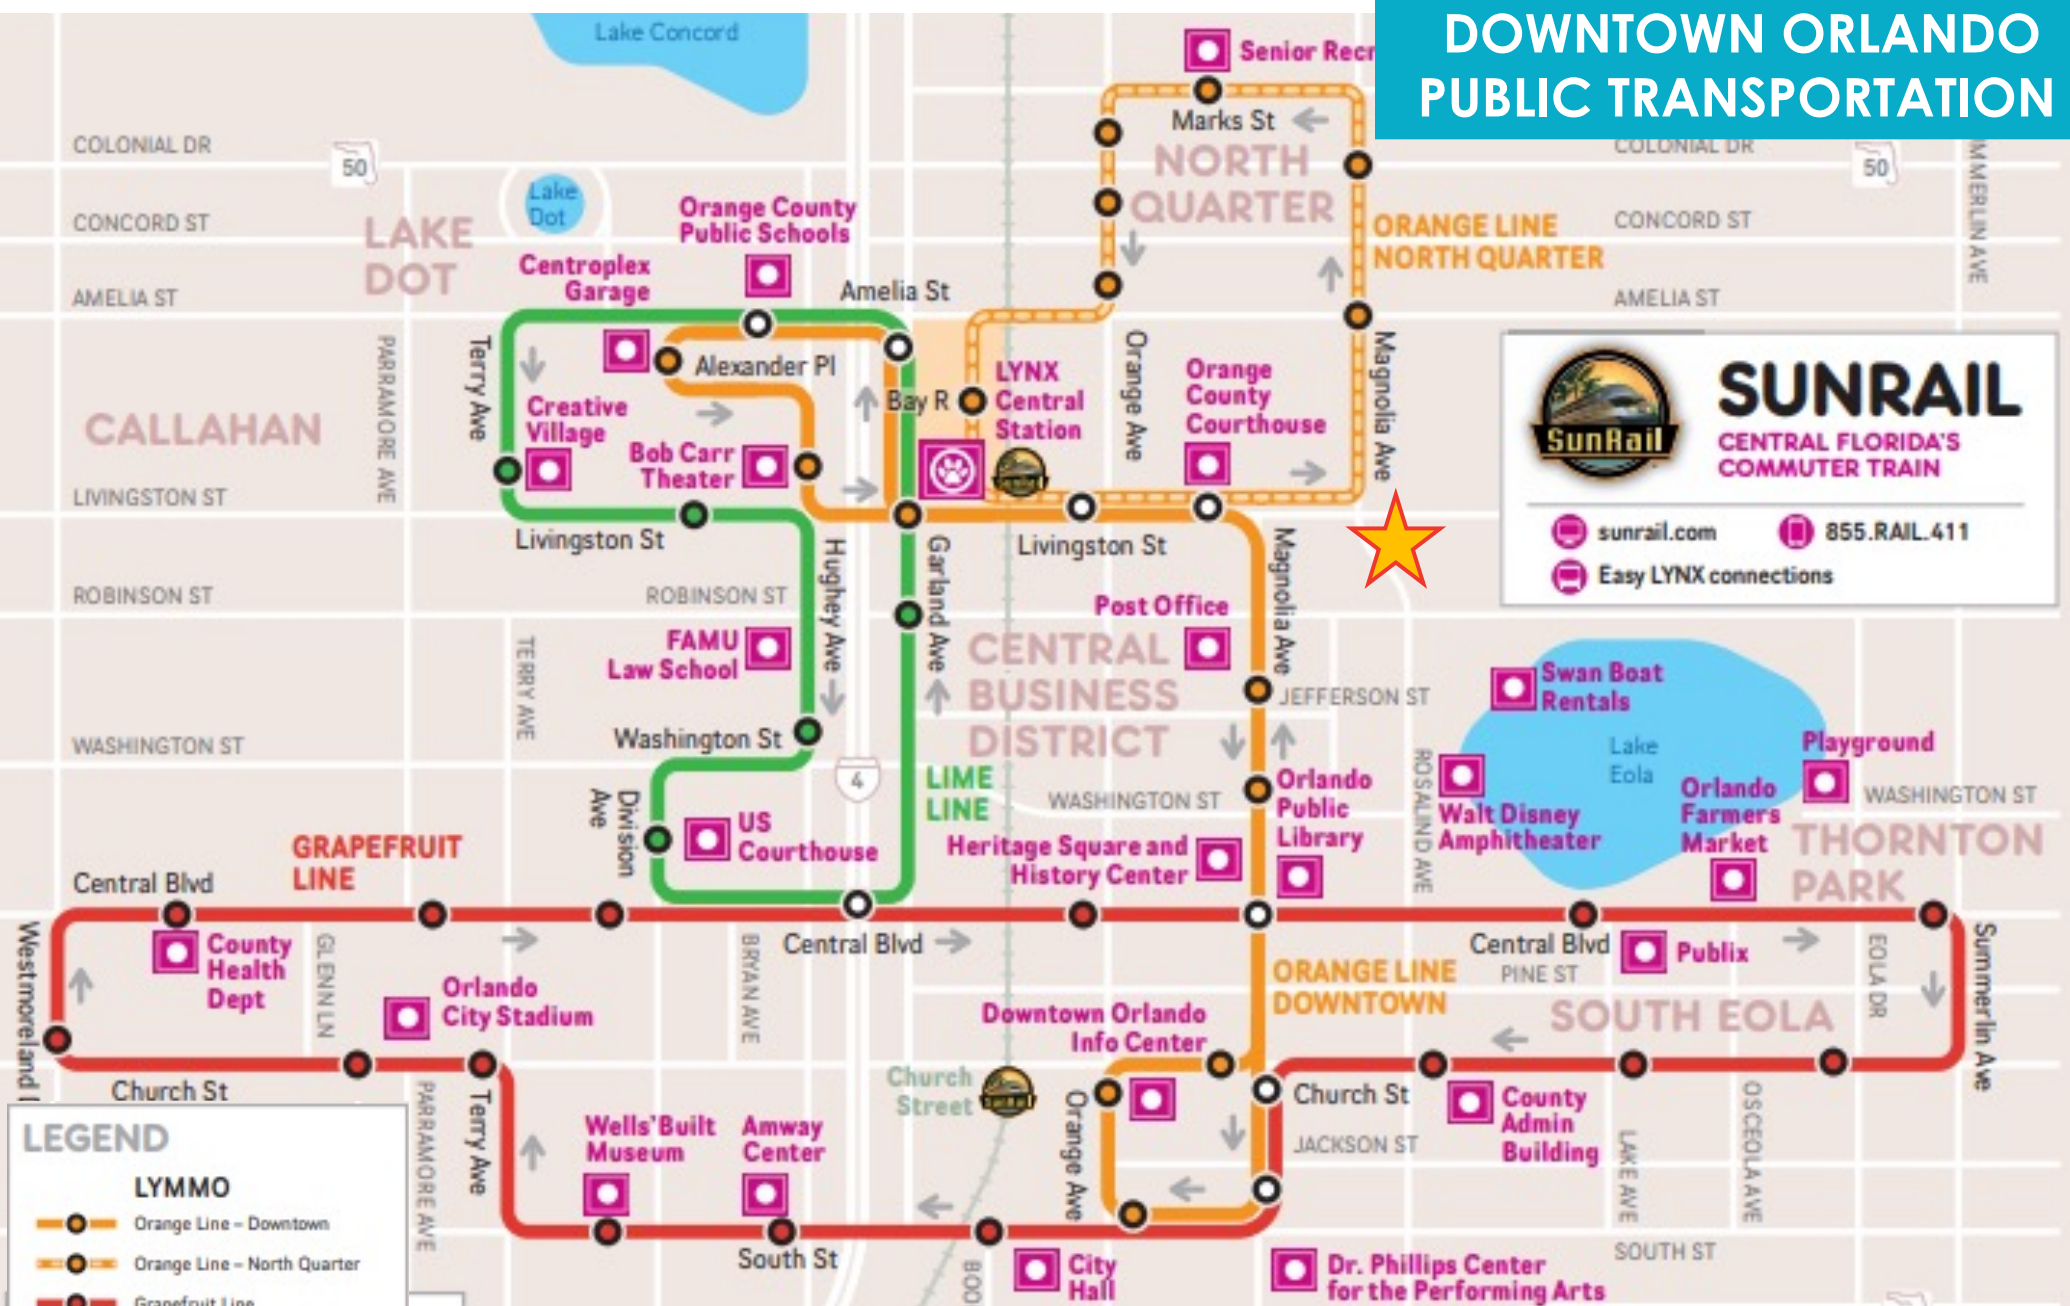 DOWNTOWN ORLANDO
PUBLIC TRANSPORTATION
Lake Concord
Senior
Marks St
COLONIAL DR
50
COLONIAL DR
50
NORTH
QUARTER
Lake
Dot
Orange County
Public Schools
CONCORD ST
LAKE
DOT
ORANGE LINE
NORTH QUARTER
CONCORD ST
Centroplex
Garage
Amelia St
AMELIA ST
AMELIA ST
Terry Ave
PARRAMORE AVE
Alexander Pl
Bay R
LYNX
Central
Station
Orange Ave
Orange
County
Courthouse
Magnolia Ave
SUNRAIL
SunRail
CENTRAL FLORIDA'S
COMMUTER TRAIN
CALLAHAN
Creative
Village
Bob Carr
Theater
LIVINGSTON ST
sunrail.com
855.RAIL.411
Easy LYNX connections
Livingston St
Livingston St
Hughey Ave
Garland Ave
Magnolia Ave
ROBINSON ST
ROBINSON ST
Post Office
FAMU
Law School
TERRY AVE
CENTRAL
BUSINESS
DISTRICT
JEFFERSON ST
Swan Boat
Rentals
WASHINGTON ST
Washington St
4
LIME
LINE
Lake
Eola
Playground
ROSALIND AVE
Orlando
Public
Library
WASHINGTON ST
Walt Disney
Amphitheater
Orlando
Farmers
Market
WASHINGTON ST
THORNTON
PARK
Division
Ave
US
Courthouse
Heritage Square and
History Center
GRAPEFRUIT
LINE
Central Blvd
Central Blvd
Central Blvd
Westmoreland
County
Health
Dept
GLENN LN
BRYAN AVE
Publix
PINE ST
EOLA DR
Summerlin Ave
Orlando
City Stadium
ORANGE LINE
DOWNTOWN
SOUTH EOLA
Downtown Orlando
Info Center
Church
Street
Church St
Church St
Orange Ave
County
Admin
Building
JACKSON ST
OSCEOLA AVE
LAKE AVE
PARRAMORE AVE
Terry Ave
Wells'Built
Museum
Amway
Center
South St
SOUTH ST
City
Hall
Dr. Phillips Center
for the Performing Arts
LEGEND
LYMMO
Orange Line – Downtown
Orange Line – North Quarter
Grapefruit Line